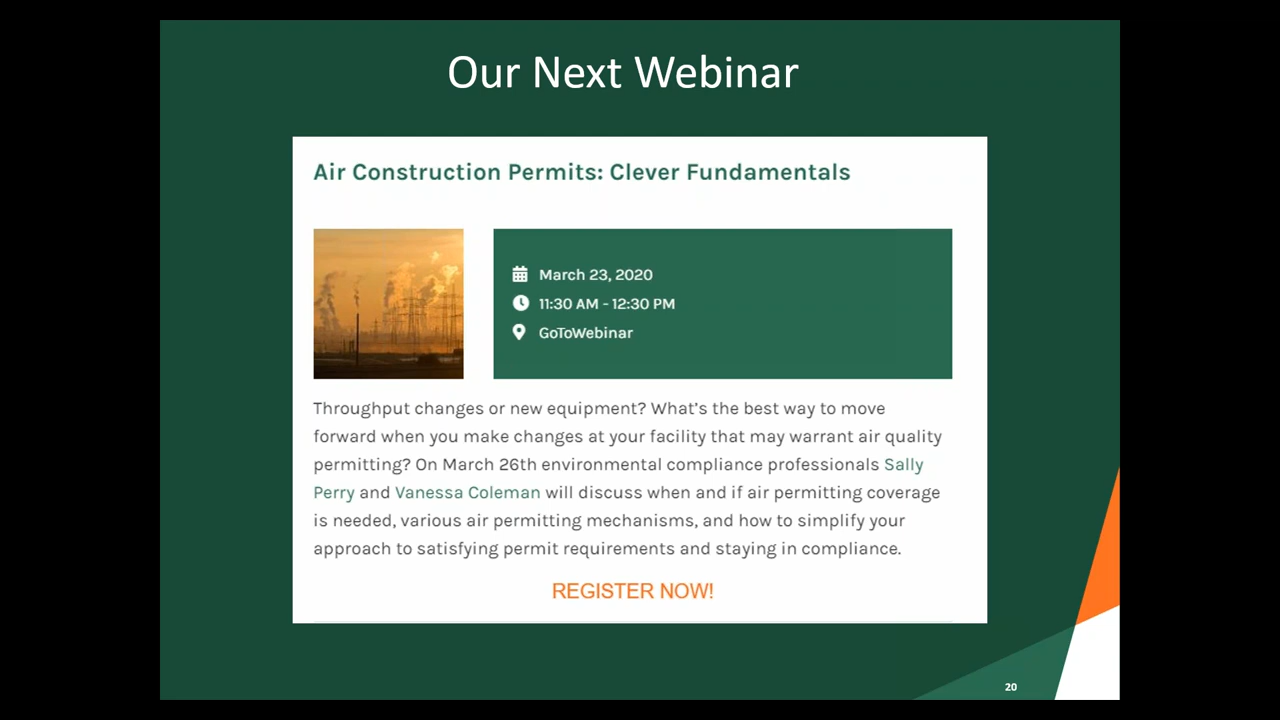 Our Next Webinar
Air Construction Permits: Clever Fundamentals
March 23, 2020
11:30 AM - 12:30 PM
GoToWebinar
Throughput changes or new equipment? What's the best way to move
forward when you make changes at your facility that may warrant air quality
permitting? On March 26th environmental compliance professionals Sally
Perry and Vanessa Coleman will discuss when and if air permitting coverage
is needed, various air permitting mechanisms, and how to simplify your
approach to satisfying permit requirements and staying in compliance.
REGISTER NOW!
20